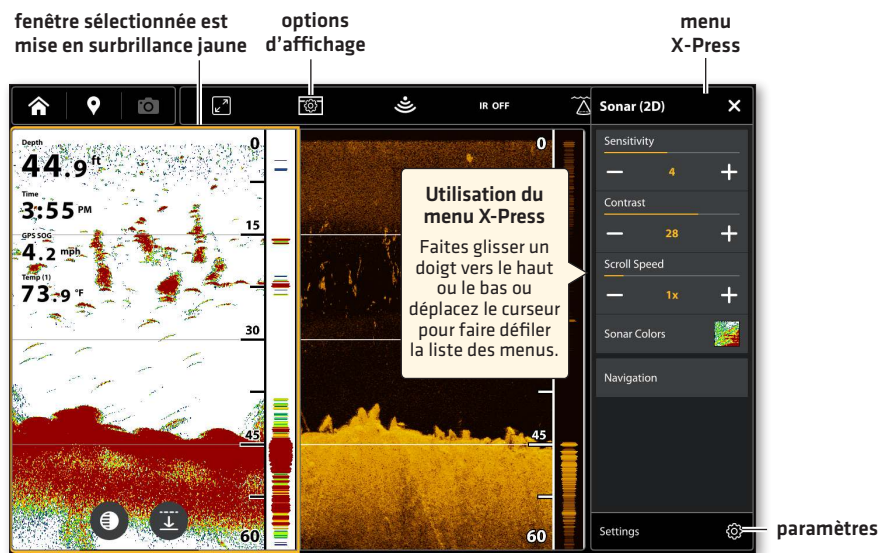 fenêtre sélectionnée est
mise en surbrillance jaune
options
d'affichage
menu
X-Press
IR OFF
Sonar (2D)
Depth
44.9 ft
Time
3:55 PM
GPS SOG
4.2 mph
Temp (1)
73.9 °F
0
15
30
45
60
0
45
60
Utilisation du
menu X-Press
Faites glisser un
doigt vers le haut
ou le bas ou
déplacez le curseur
pour faire défiler
la liste des menus.
Sensitivity
4
Contrast
28
Scroll Speed
1x
Sonar Colors
Navigation
Settings
paramètres